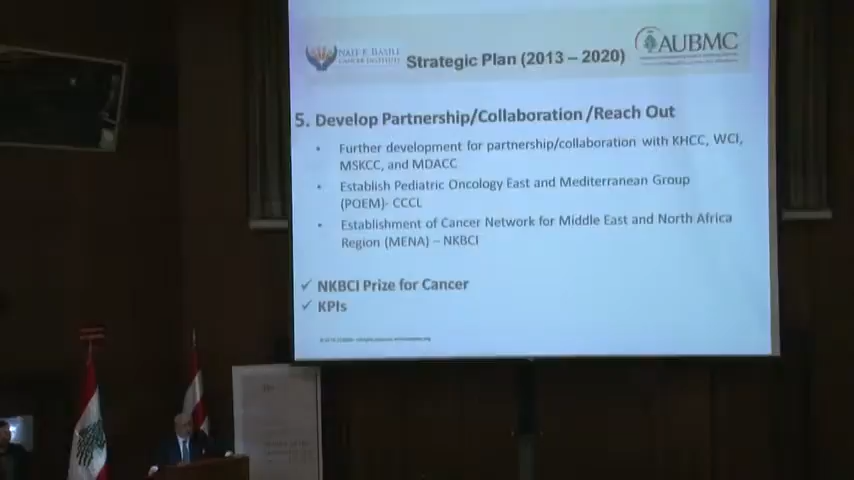 NAEF K. BASILE
CANCER INSTITUTE
Strategic Plan (2013 – 2020)
AUBMC
5. Develop Partnership/Collaboration /Reach Out
• Further development for partnership/collaboration with KHCC, WCI,
MSKCC, and MDACC
• Establish Pediatric Oncology East and Mediterranean Group
(POEM)- CCCL
• Establishment of Cancer Network for Middle East and North Africa
Region (MENA) – NKBCI
✓ NKBCI Prize for Cancer
✓ KPIs